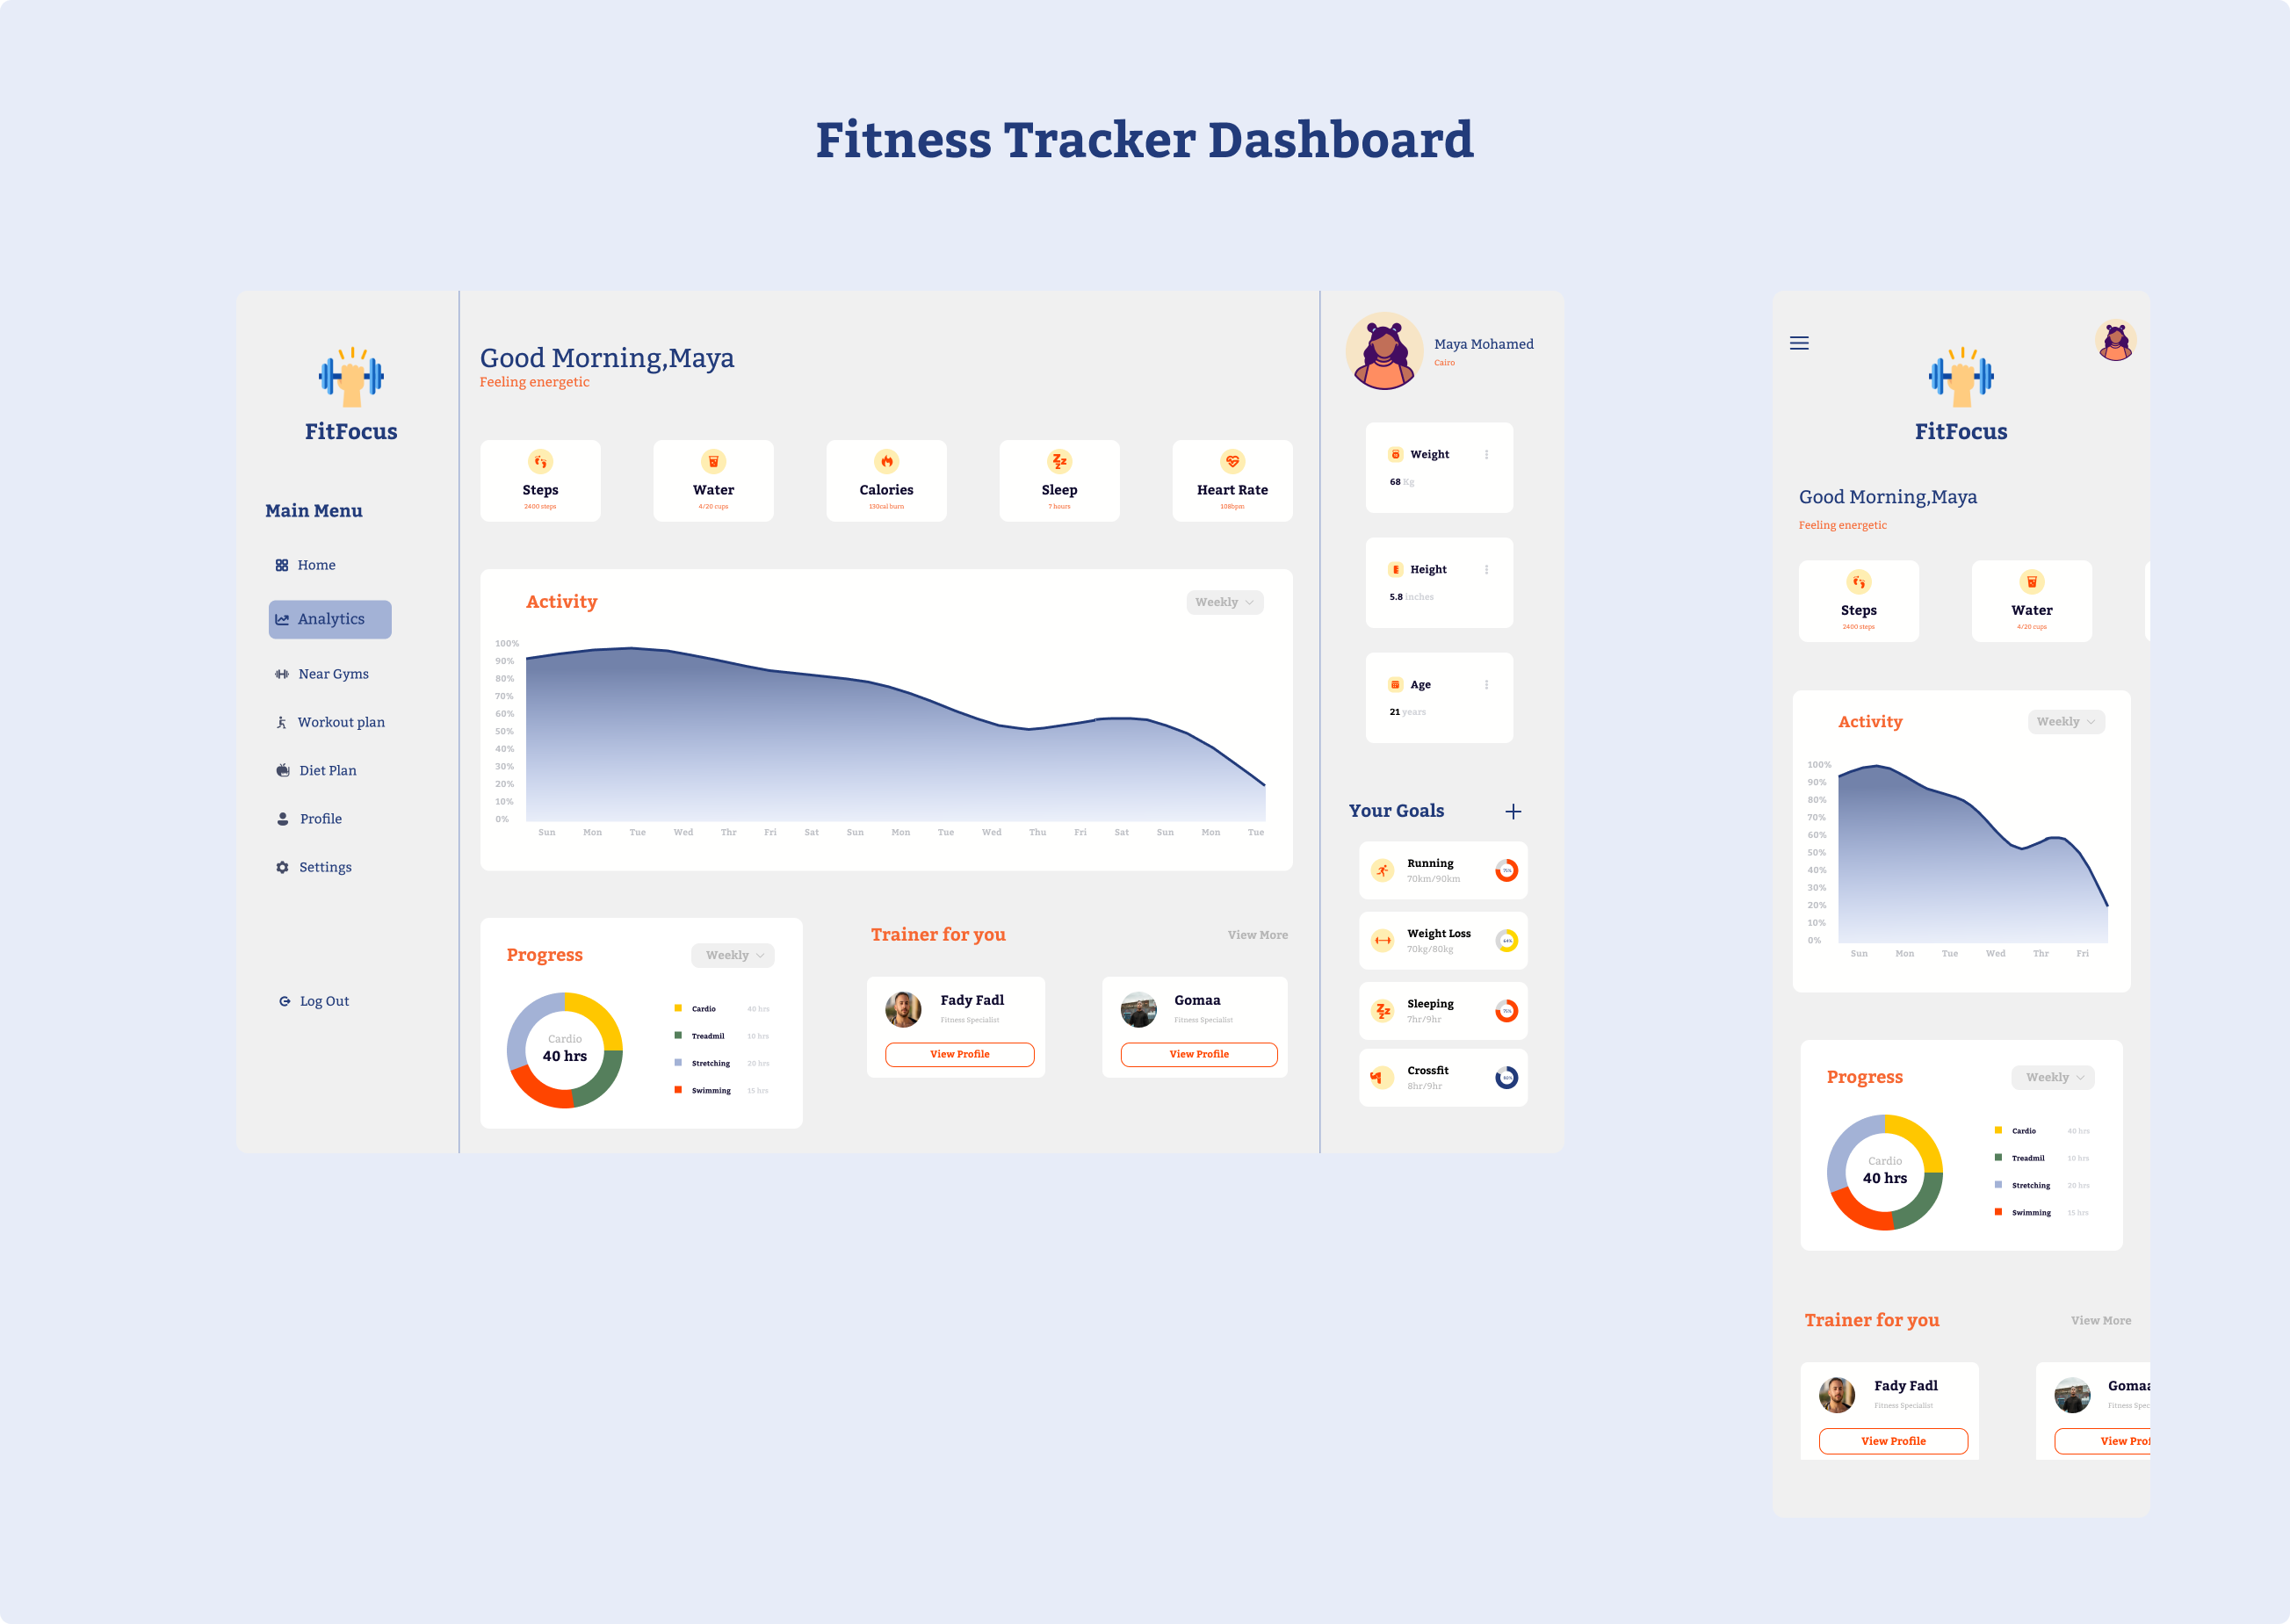 Fitness Tracker Dashboard
FitFocus
Main Menu
Home
Analytics
Near Gyms
Workout plan
Diet Plan
Profile
Settings
Log Out
Good Morning,Maya
Feeling energetic
Steps
2400 steps
Water
4/20 cups
Calories
130cal burn
Sleep
7 hours
Heart Rate
108bpm
Activity
Weekly
100%
90%
80%
70%
60%
50%
40%
30%
20%
10%
0%
Sun Mon Tue Wed Thr Fri Sat Sun Mon Tue Wed Thu Fri Sat Sun Mon Tue
Progress
Weekly
Cardio
40 hrs
Cardio 40 hrs
Treadmil 10 hrs
Stretching 20 hrs
Swimming 15 hrs
Trainer for you
View More
Fady Fadl
Fitness Specialist
View Profile
Gomaa
Fitness Specialist
View Profile
Maya Mohamed
Cairo
Weight
68 Kg
Height
5.8 inches
Age
21 years
Your Goals
Running
70km/90km
Weight Loss
70kg/80kg
Sleeping
7hr/9hr
Crossfit
8hr/9hr
FitFocus
Good Morning,Maya
Feeling energetic
Steps
2400 steps
Water
4/20 cups
Activity
Weekly
100%
90%
80%
70%
60%
50%
40%
30%
20%
10%
0%
Sun Mon Tue Wed Thr Fri
Progress
Weekly
Cardio
40 hrs
Cardio 40 hrs
Treadmil 10 hrs
Stretching 20 hrs
Swimming 15 hrs
Trainer for you
View More
Fady Fadl
Fitness Specialist
View Profile
Goma
Fitness Spec
View Prof